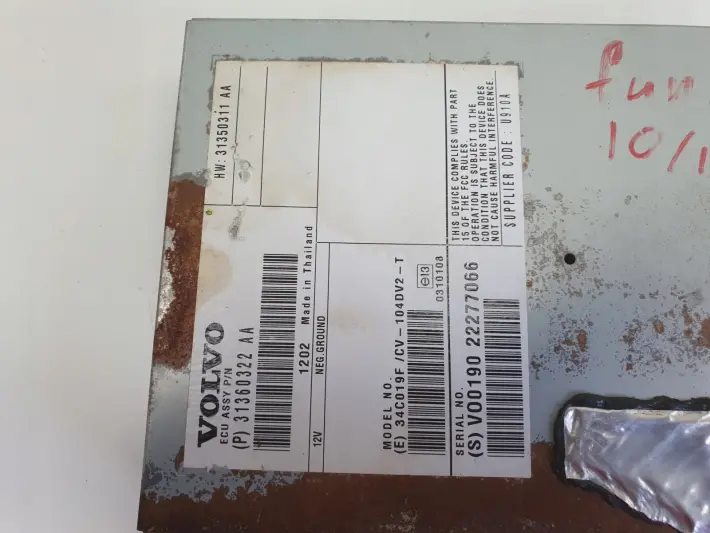 HW: 31350311 AA
VOLVO
ECU ASSY P/N
(P) 31360322 AA
1202 Made in Thailand
12V NEG.GROUND
MODEL NO.
(E) 34C019F /CV-104DV2-T
e13
0310108
THIS DEVICE COMPLIES WITH PART
15 OF THE FCC RULES.
OPERATION IS SUBJECT TO THE
CONDITION THAT THIS DEVICE DOES
NOT CAUSE HARMFUL INTERFERENCE
SUPPLIER CODE : U910A
SERIAL NO.
(S) V00190 22277066
fun
10/1